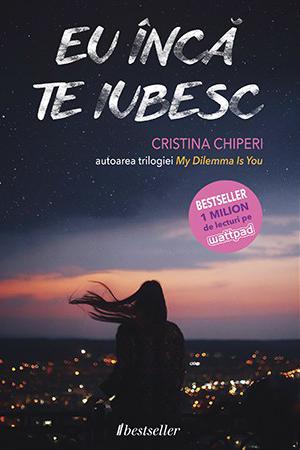 EU ÎNCĂ
TE IUBESC
CRISTINA CHIPERI
autoarea trilogiei My Dilemma Is You
BESTSELLER
1 MILION
de lecturi pe
wattpad
bestseller